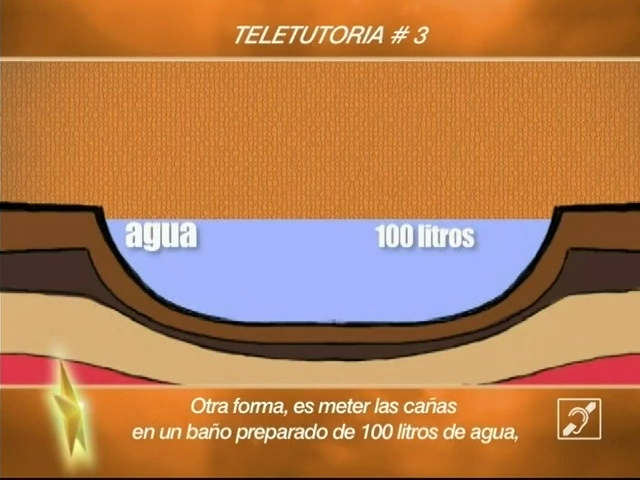 TELETUTORIA # 3
agua
100 litros
Otra forma, es meter las cañas
en un baño preparado de 100 litros de agua,